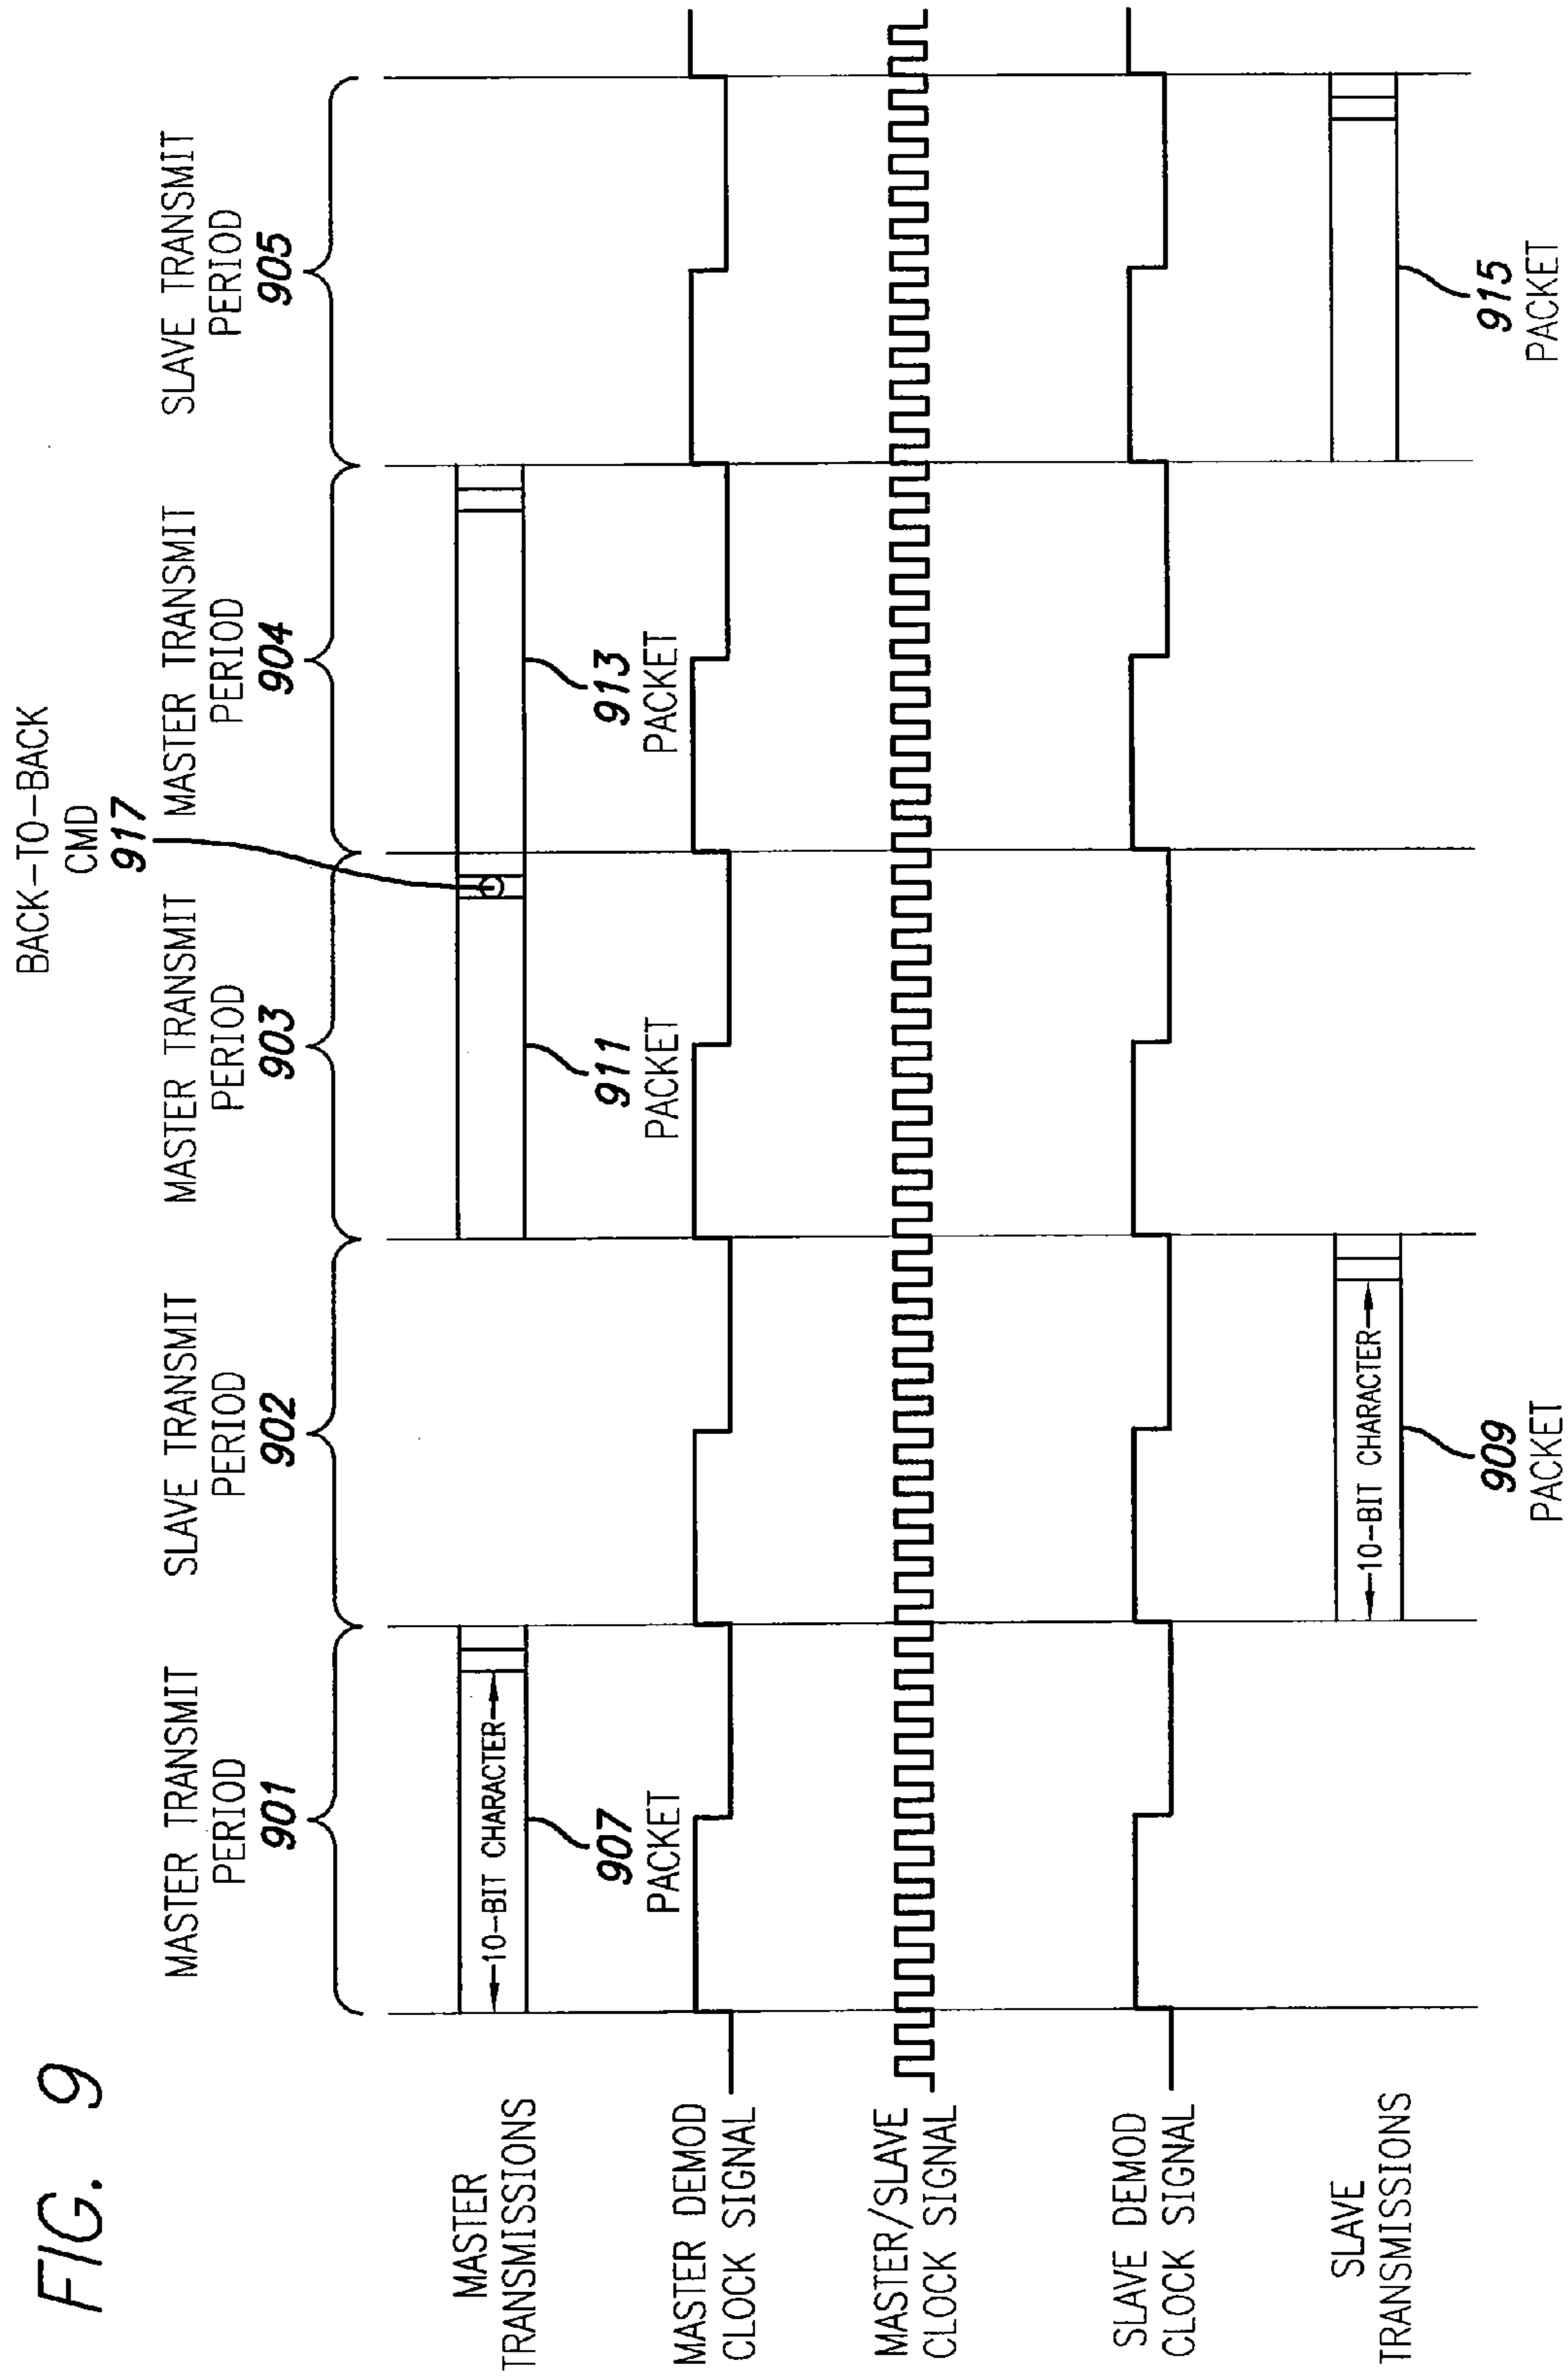 FIG. 9
BACK-TO-BACK
CMD
917
MASTER TRANSMIT
PERIOD
901
SLAVE TRANSMIT
PERIOD
902
MASTER TRANSMIT
PERIOD
903
MASTER TRANSMIT
PERIOD
904
SLAVE TRANSMIT
PERIOD
905
MASTER
TRANSMISSIONS
10-BIT CHARACTER
907
PACKET
911
PACKET
913
PACKET
MASTER DEMOD
CLOCK SIGNAL
MASTER/SLAVE
CLOCK SIGNAL
SLAVE DEMOD
CLOCK SIGNAL
SLAVE
TRANSMISSIONS
10-BIT CHARACTER
909
PACKET
915
PACKET